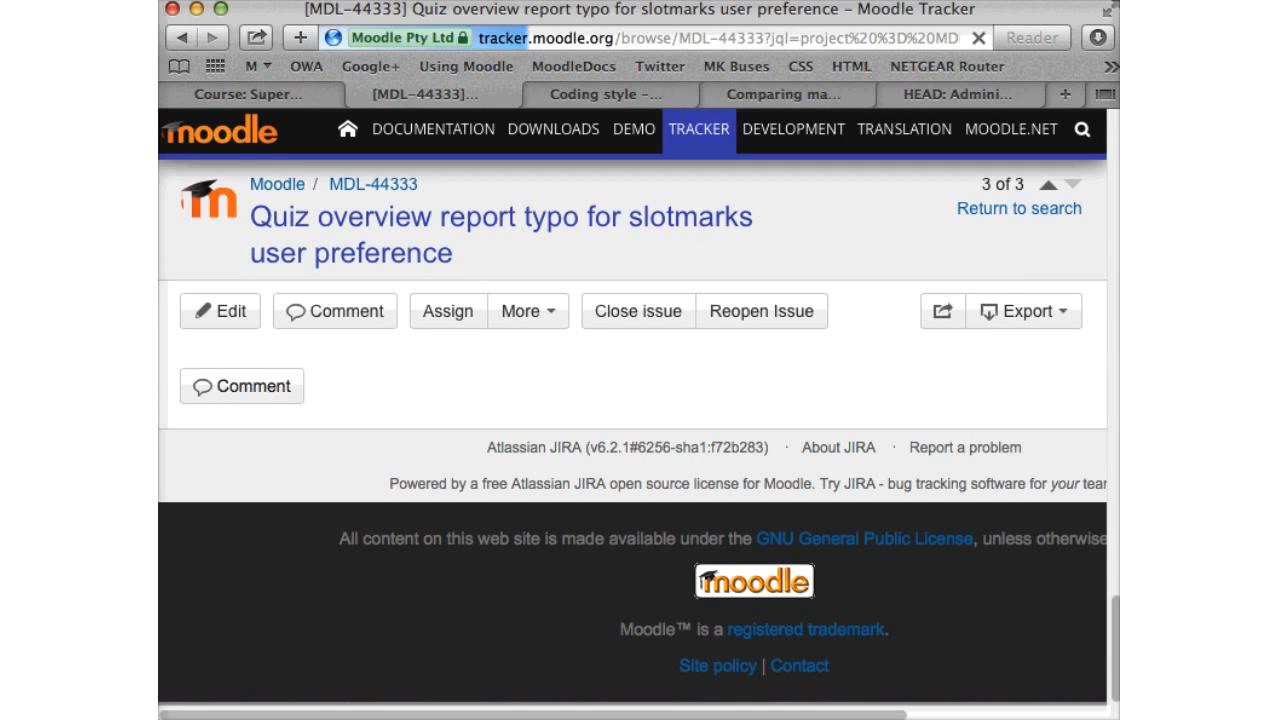 [MDL-44333] Quiz overview report typo for slotmarks user preference – Moodle Tracker
Moodle Pty Ltd tracker.moodle.org/browse/MDL-44333?jql=project%20%3D%20MD Reader
M OWA Google+ Using Moodle MoodleDocs Twitter MK Buses CSS HTML NETGEAR Router
Course: Super... [MDL-44333]... Coding style –... Comparing ma... HEAD: Admini...
moodle DOCUMENTATION DOWNLOADS DEMO TRACKER DEVELOPMENT TRANSLATION MOODLE.NET
Moodle / MDL-44333 3 of 3
Return to search
Quiz overview report typo for slotmarks
user preference
Edit Comment Assign More Close issue Reopen Issue Export
Comment
Atlassian JIRA (v6.2.1#6256-sha1:f72b283) · About JIRA · Report a problem
Powered by a free Atlassian JIRA open source license for Moodle. Try JIRA - bug tracking software for your tear
All content on this web site is made available under the GNU General Public License, unless otherwise
moodle
Moodle™ is a registered trademark.
Site policy | Contact